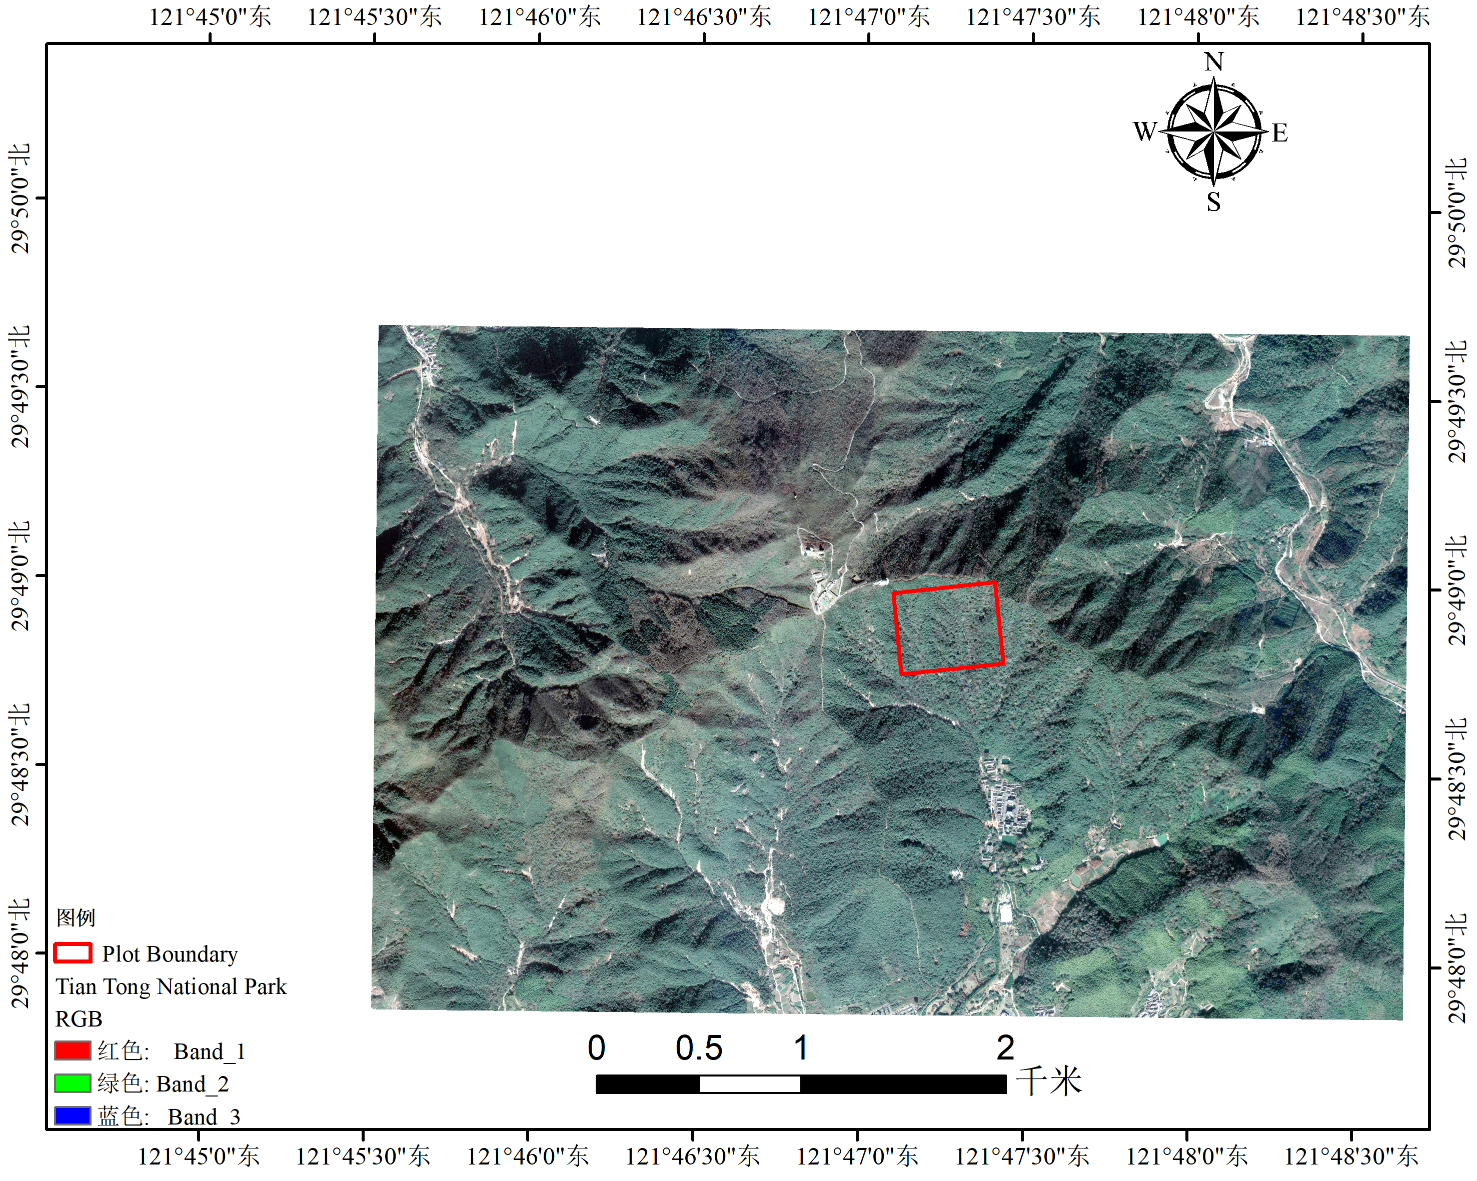 121°45'0"东 121°45'30"东 121°46'0"东 121°46'30"东 121°47'0"东 121°47'30"东 121°48'0"东 121°48'30"东
N
W E
S
29°50'0"北
29°49'30"北
29°49'0"北
29°48'30"北
29°48'0"北
29°50'0"北
29°49'30"北
29°49'0"北
29°48'30"北
29°48'0"北
图例
Plot Boundary
Tian Tong National Park
RGB
红色: Band_1
绿色: Band_2
蓝色: Band_3
0 0.5 1 2
千米
121°45'0"东 121°45'30"东 121°46'0"东 121°46'30"东 121°47'0"东 121°47'30"东 121°48'0"东 121°48'30"东